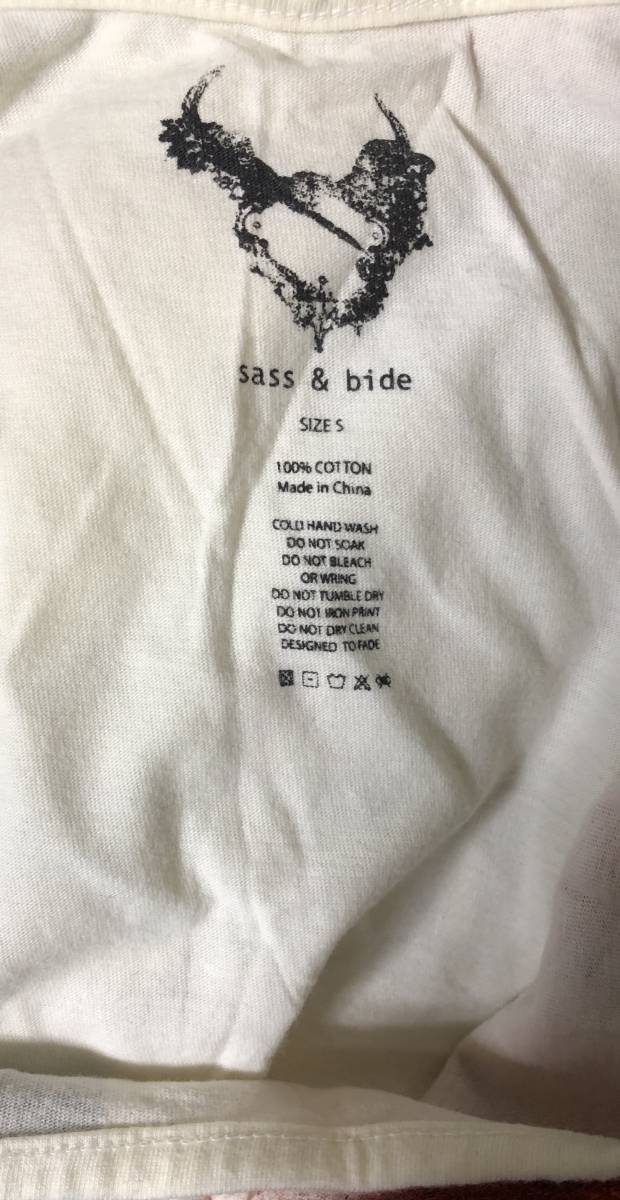 sass & bide
SIZE S
100% COTTON
Made in China
COLD HAND WASH
DO NOT SOAK
DO NOT BLEACH
OR WRING
DO NOT TUMBLE DRY
DO NOT IRON PRINT
DO NOT DRY CLEAN
DESIGNED TO FADE